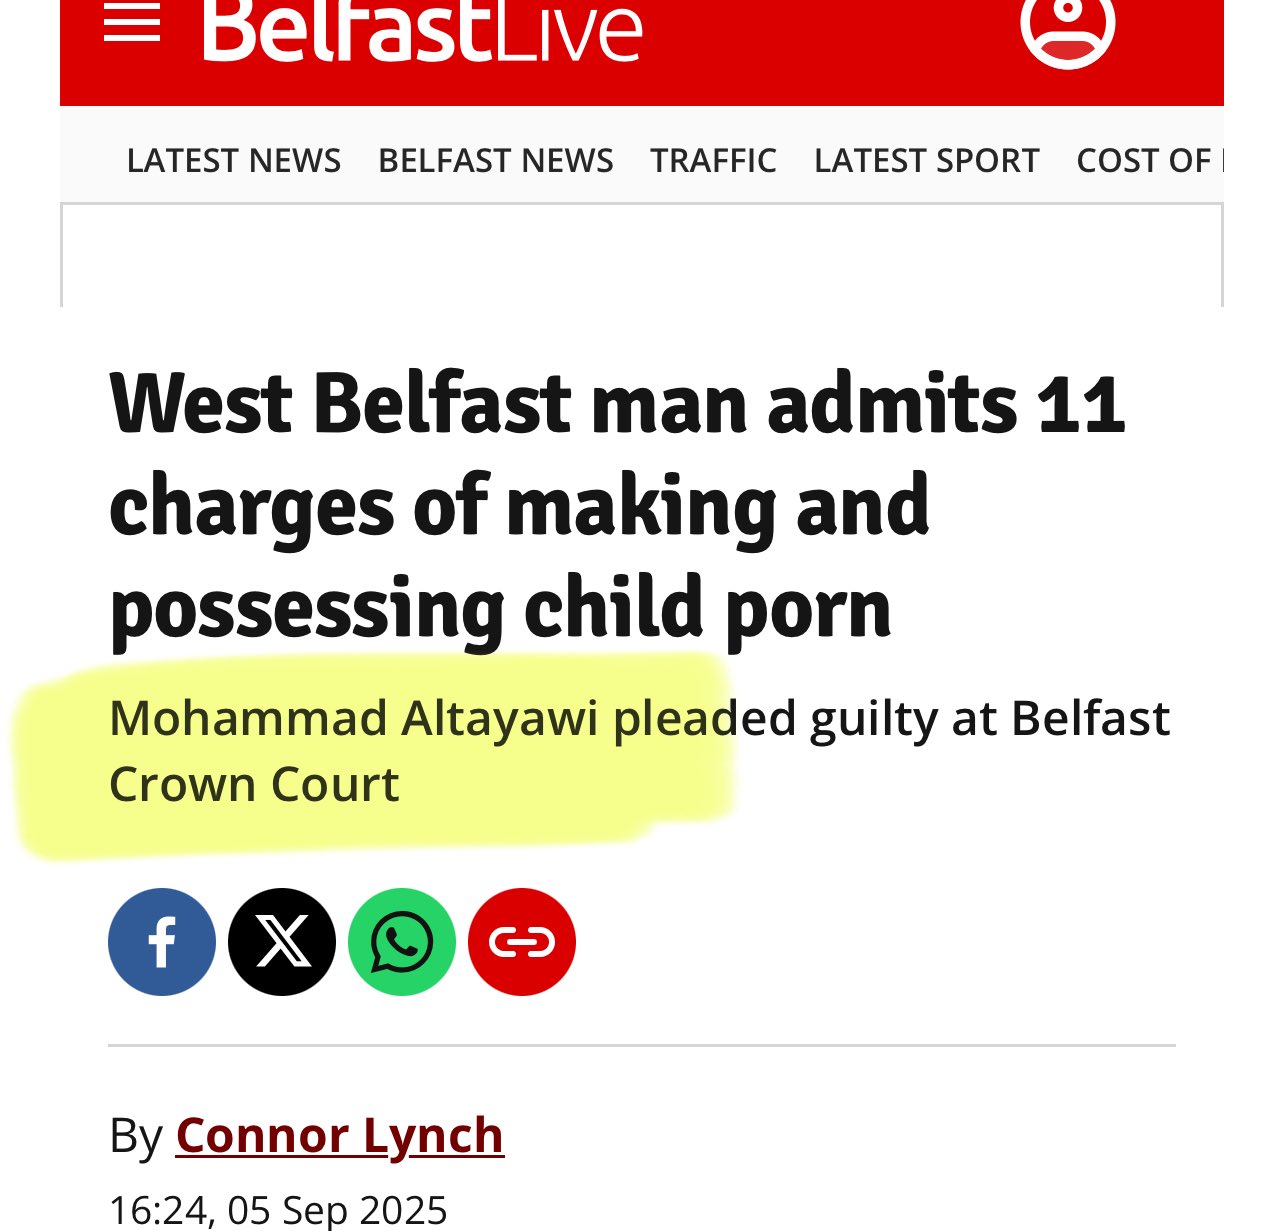 BelfastLive
LATEST NEWS BELFAST NEWS TRAFFIC LATEST SPORT COST OF
West Belfast man admits 11
charges of making and
possessing child porn
Mohammad Altayawi pleaded guilty at Belfast
Crown Court
By Connor Lynch
16:24, 05 Sep 2025